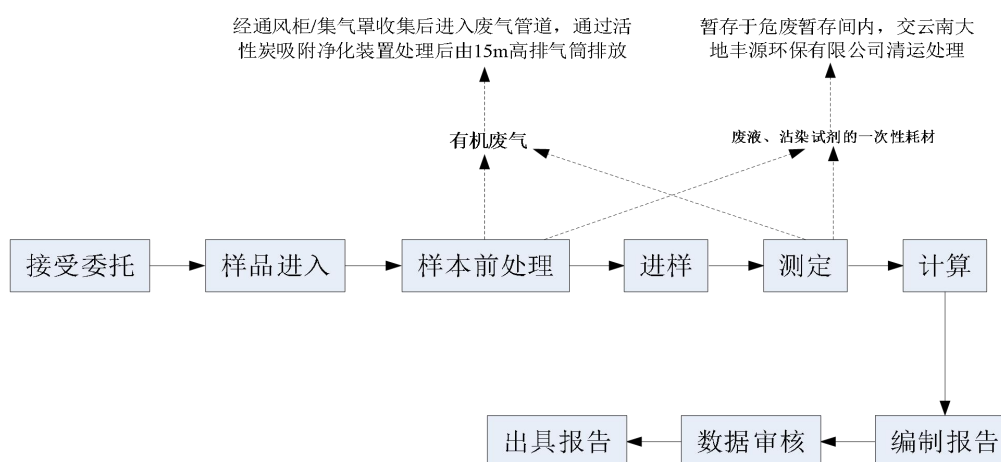 经通风柜/集气罩收集后进入废气管道，通过活
性炭吸附净化装置处理后由15m高排气筒排放
暂存于危废暂存间内，交云南大
地丰源环保有限公司清运处理
有机废气
废液、沾染试剂的一次性耗材
接受委托
样品进入
样本前处理
进样
测定
计算
编制报告
数据审核
出具报告